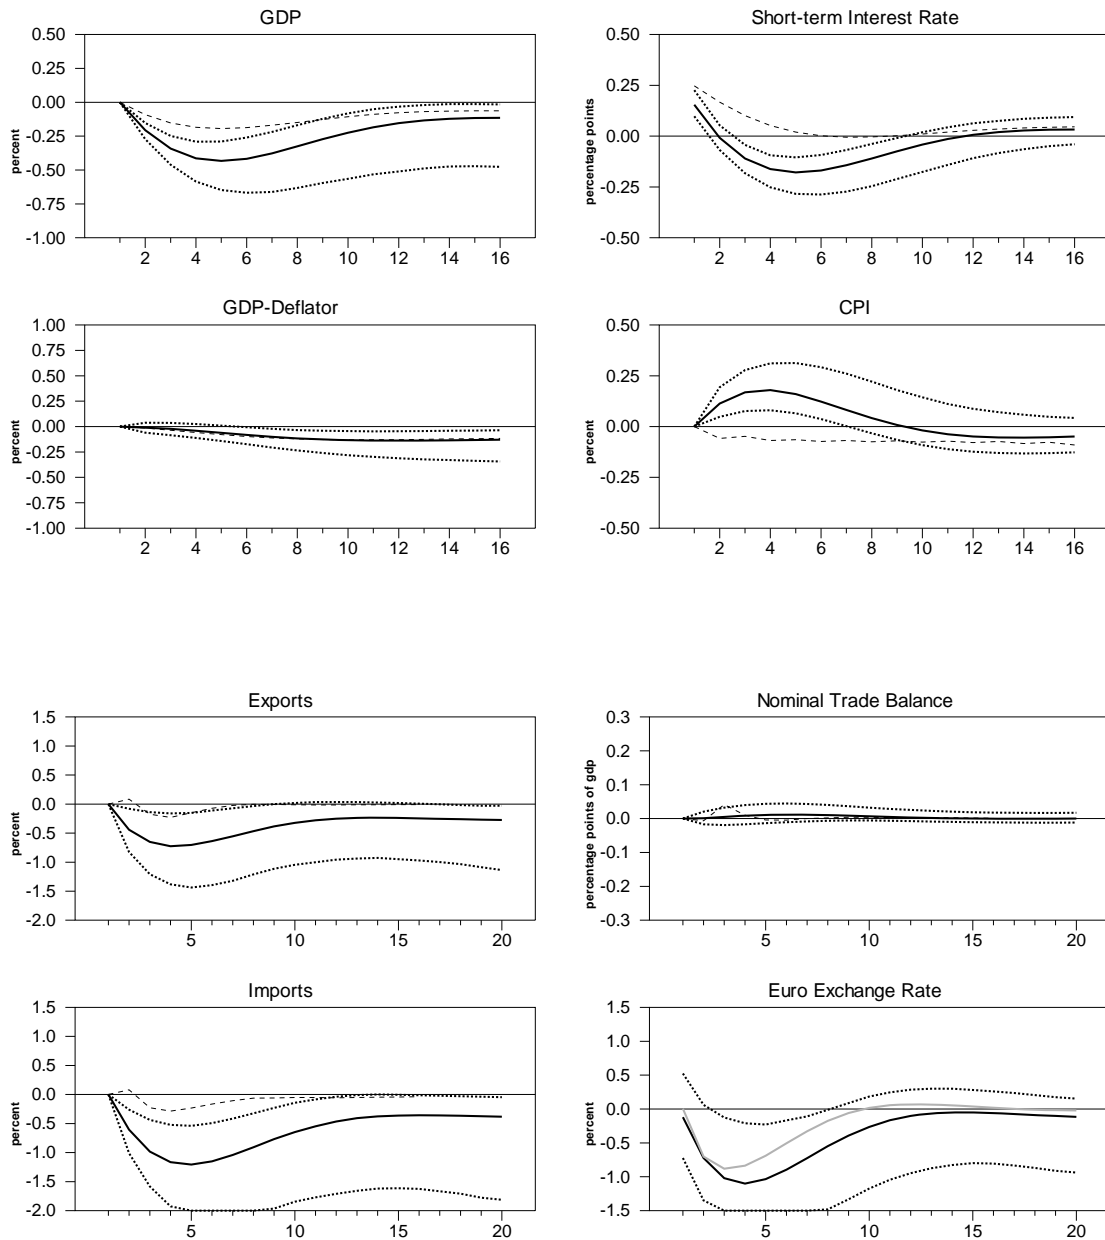 GDP
0.50
0.25
0.00
-0.25
-0.50
-0.75
-1.00
percent
2 4 6 8 10 12 14 16
Short-term Interest Rate
0.50
0.25
0.00
-0.25
-0.50
percentage points
2 4 6 8 10 12 14 16
GDP-Deflator
1.00
0.75
0.50
0.25
0.00
-0.25
-0.50
-0.75
-1.00
percent
2 4 6 8 10 12 14 16
CPI
0.50
0.25
0.00
-0.25
-0.50
percent
2 4 6 8 10 12 14 16
Exports
1.5
1.0
0.5
0.0
-0.5
-1.0
-1.5
-2.0
percent
5 10 15 20
Nominal Trade Balance
0.3
0.2
0.1
0.0
-0.1
-0.2
-0.3
percentage points of gdp
5 10 15 20
Imports
1.5
1.0
0.5
0.0
-0.5
-1.0
-1.5
-2.0
percent
5 10 15 20
Euro Exchange Rate
1.5
1.0
0.5
0.0
-0.5
-1.0
-1.5
percent
5 10 15 20